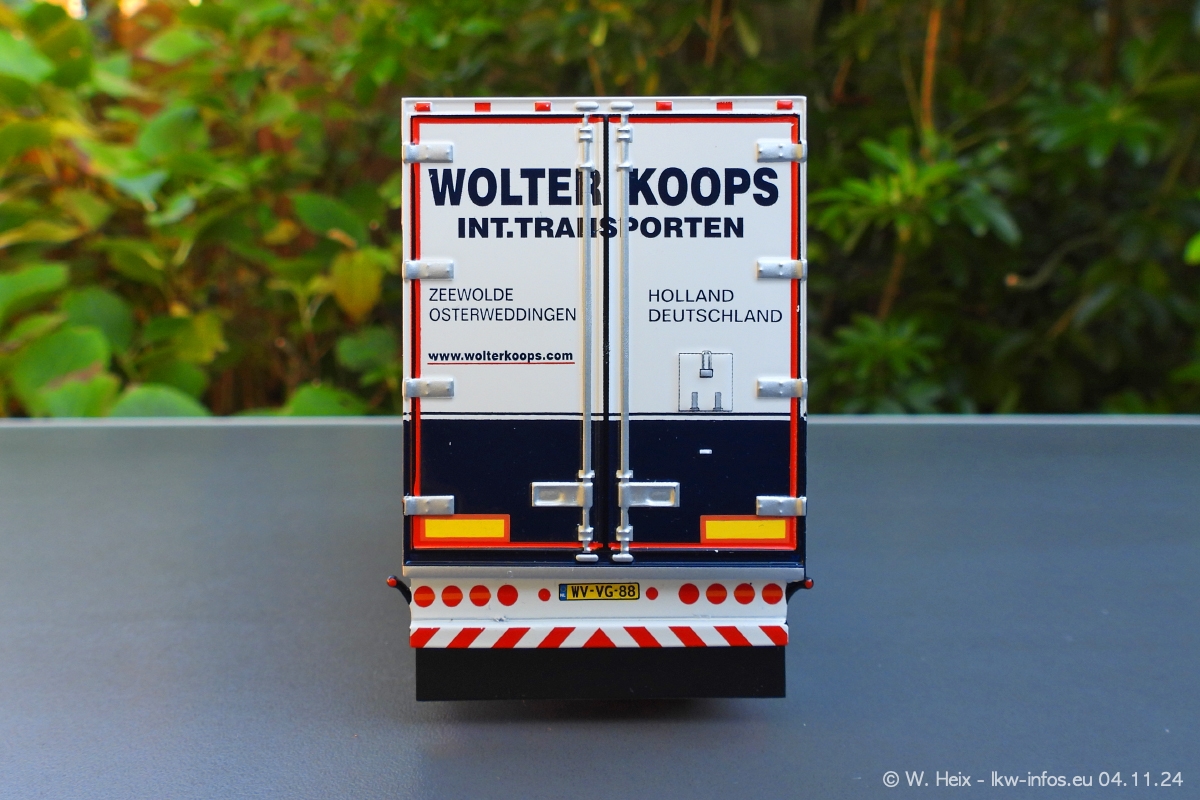 WOLTER KOOPS
INT.TRANSPORTEN
ZEEWOLDE
OSTERWEDDINGEN
HOLLAND
DEUTSCHLAND
www.wolterkoops.com
WV-VG-88
© W. Heix - lkw-infos.eu 04.11.24